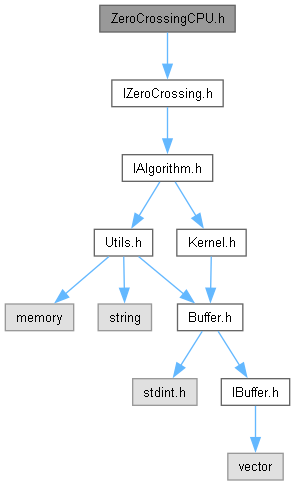 ZeroCrossingCPU.h
IZeroCrossing.h
IAlgorithm.h
Utils.h
Kernel.h
memory
string
Buffer.h
stdint.h
IBuffer.h
vector